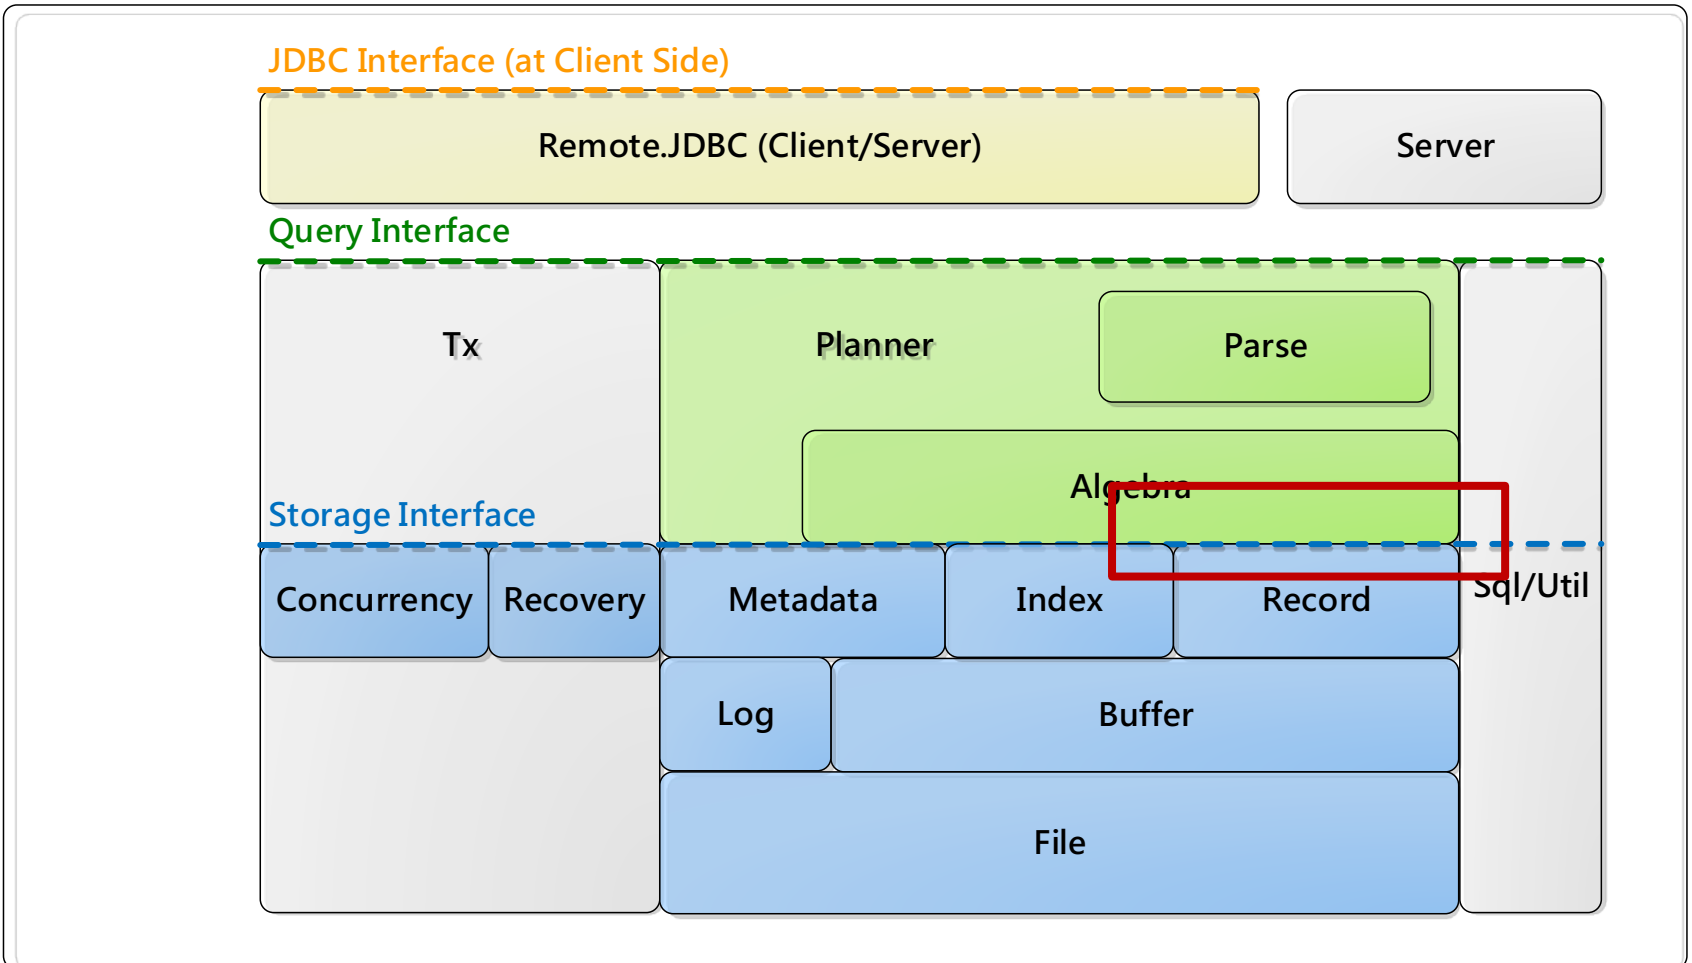 JDBC Interface (at Client Side)
Remote.JDBC (Client/Server)
Server
Query Interface
Tx
Planner
Parse
Algebra
Storage Interface
Concurrency
Recovery
Metadata
Index
Record
Sql/Util
Log
Buffer
File